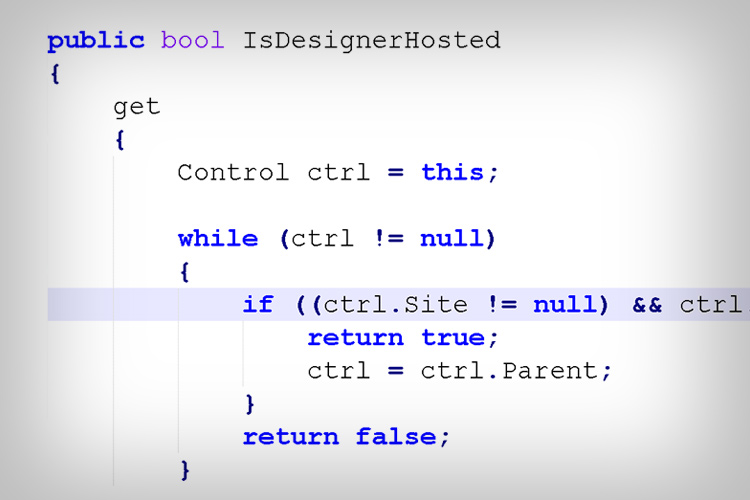 public bool IsDesignerHosted
{
get
{
Control ctrl = this;
while (ctrl != null)
{
if ((ctrl.Site != null) && ctrl
return true;
ctrl = ctrl.Parent;
}
return false;
}